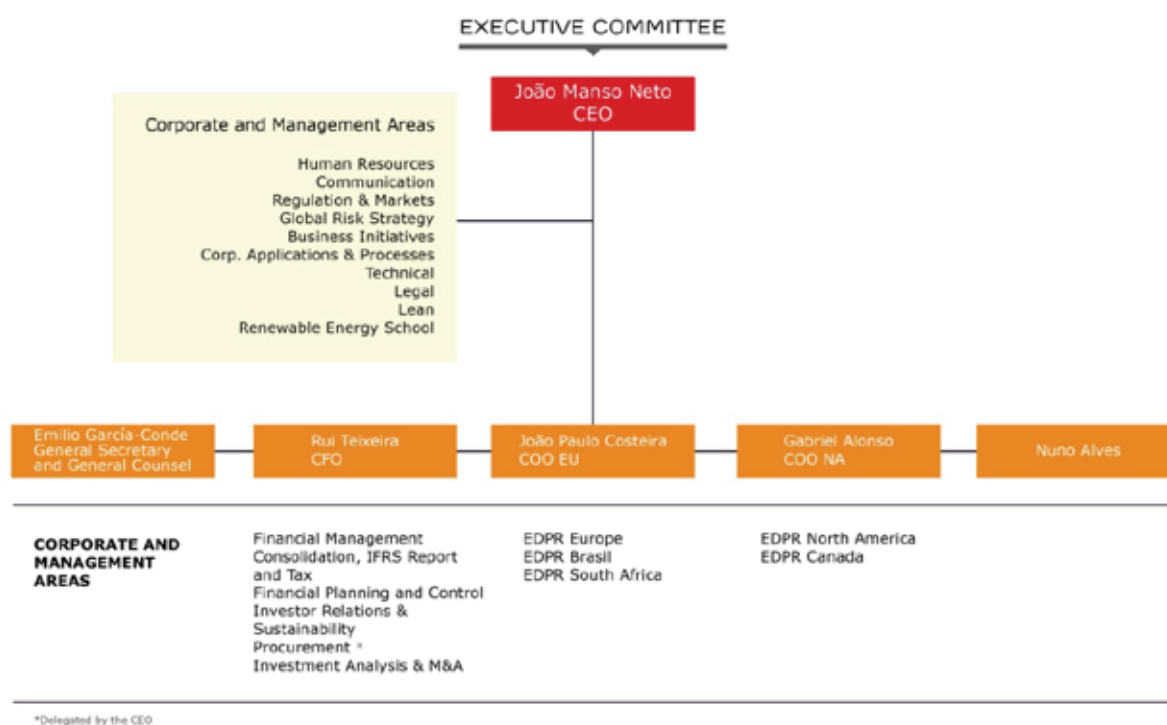 EXECUTIVE COMMITTEE
João Manso Neto
CEO
Corporate and Management Areas
Human Resources
Communication
Regulation & Markets
Global Risk Strategy
Business Initiatives
Corp. Applications & Processes
Technical
Legal
Lean
Renewable Energy School
Emilio García-Conde
General Secretary
and General Counsel
Rui Teixeira
CFO
João Paulo Costeira
COO EU
Gabriel Alonso
COO NA
Nuno Alves
CORPORATE AND
MANAGEMENT
AREAS
Financial Management
Consolidation, IFRS Report
and Tax
Financial Planning and Control
Investor Relations &
Sustainability
Procurement *
Investment Analysis & M&A
EDPR Europe
EDPR Brasil
EDPR South Africa
EDPR North America
EDPR Canada
*Delegated by the CEO